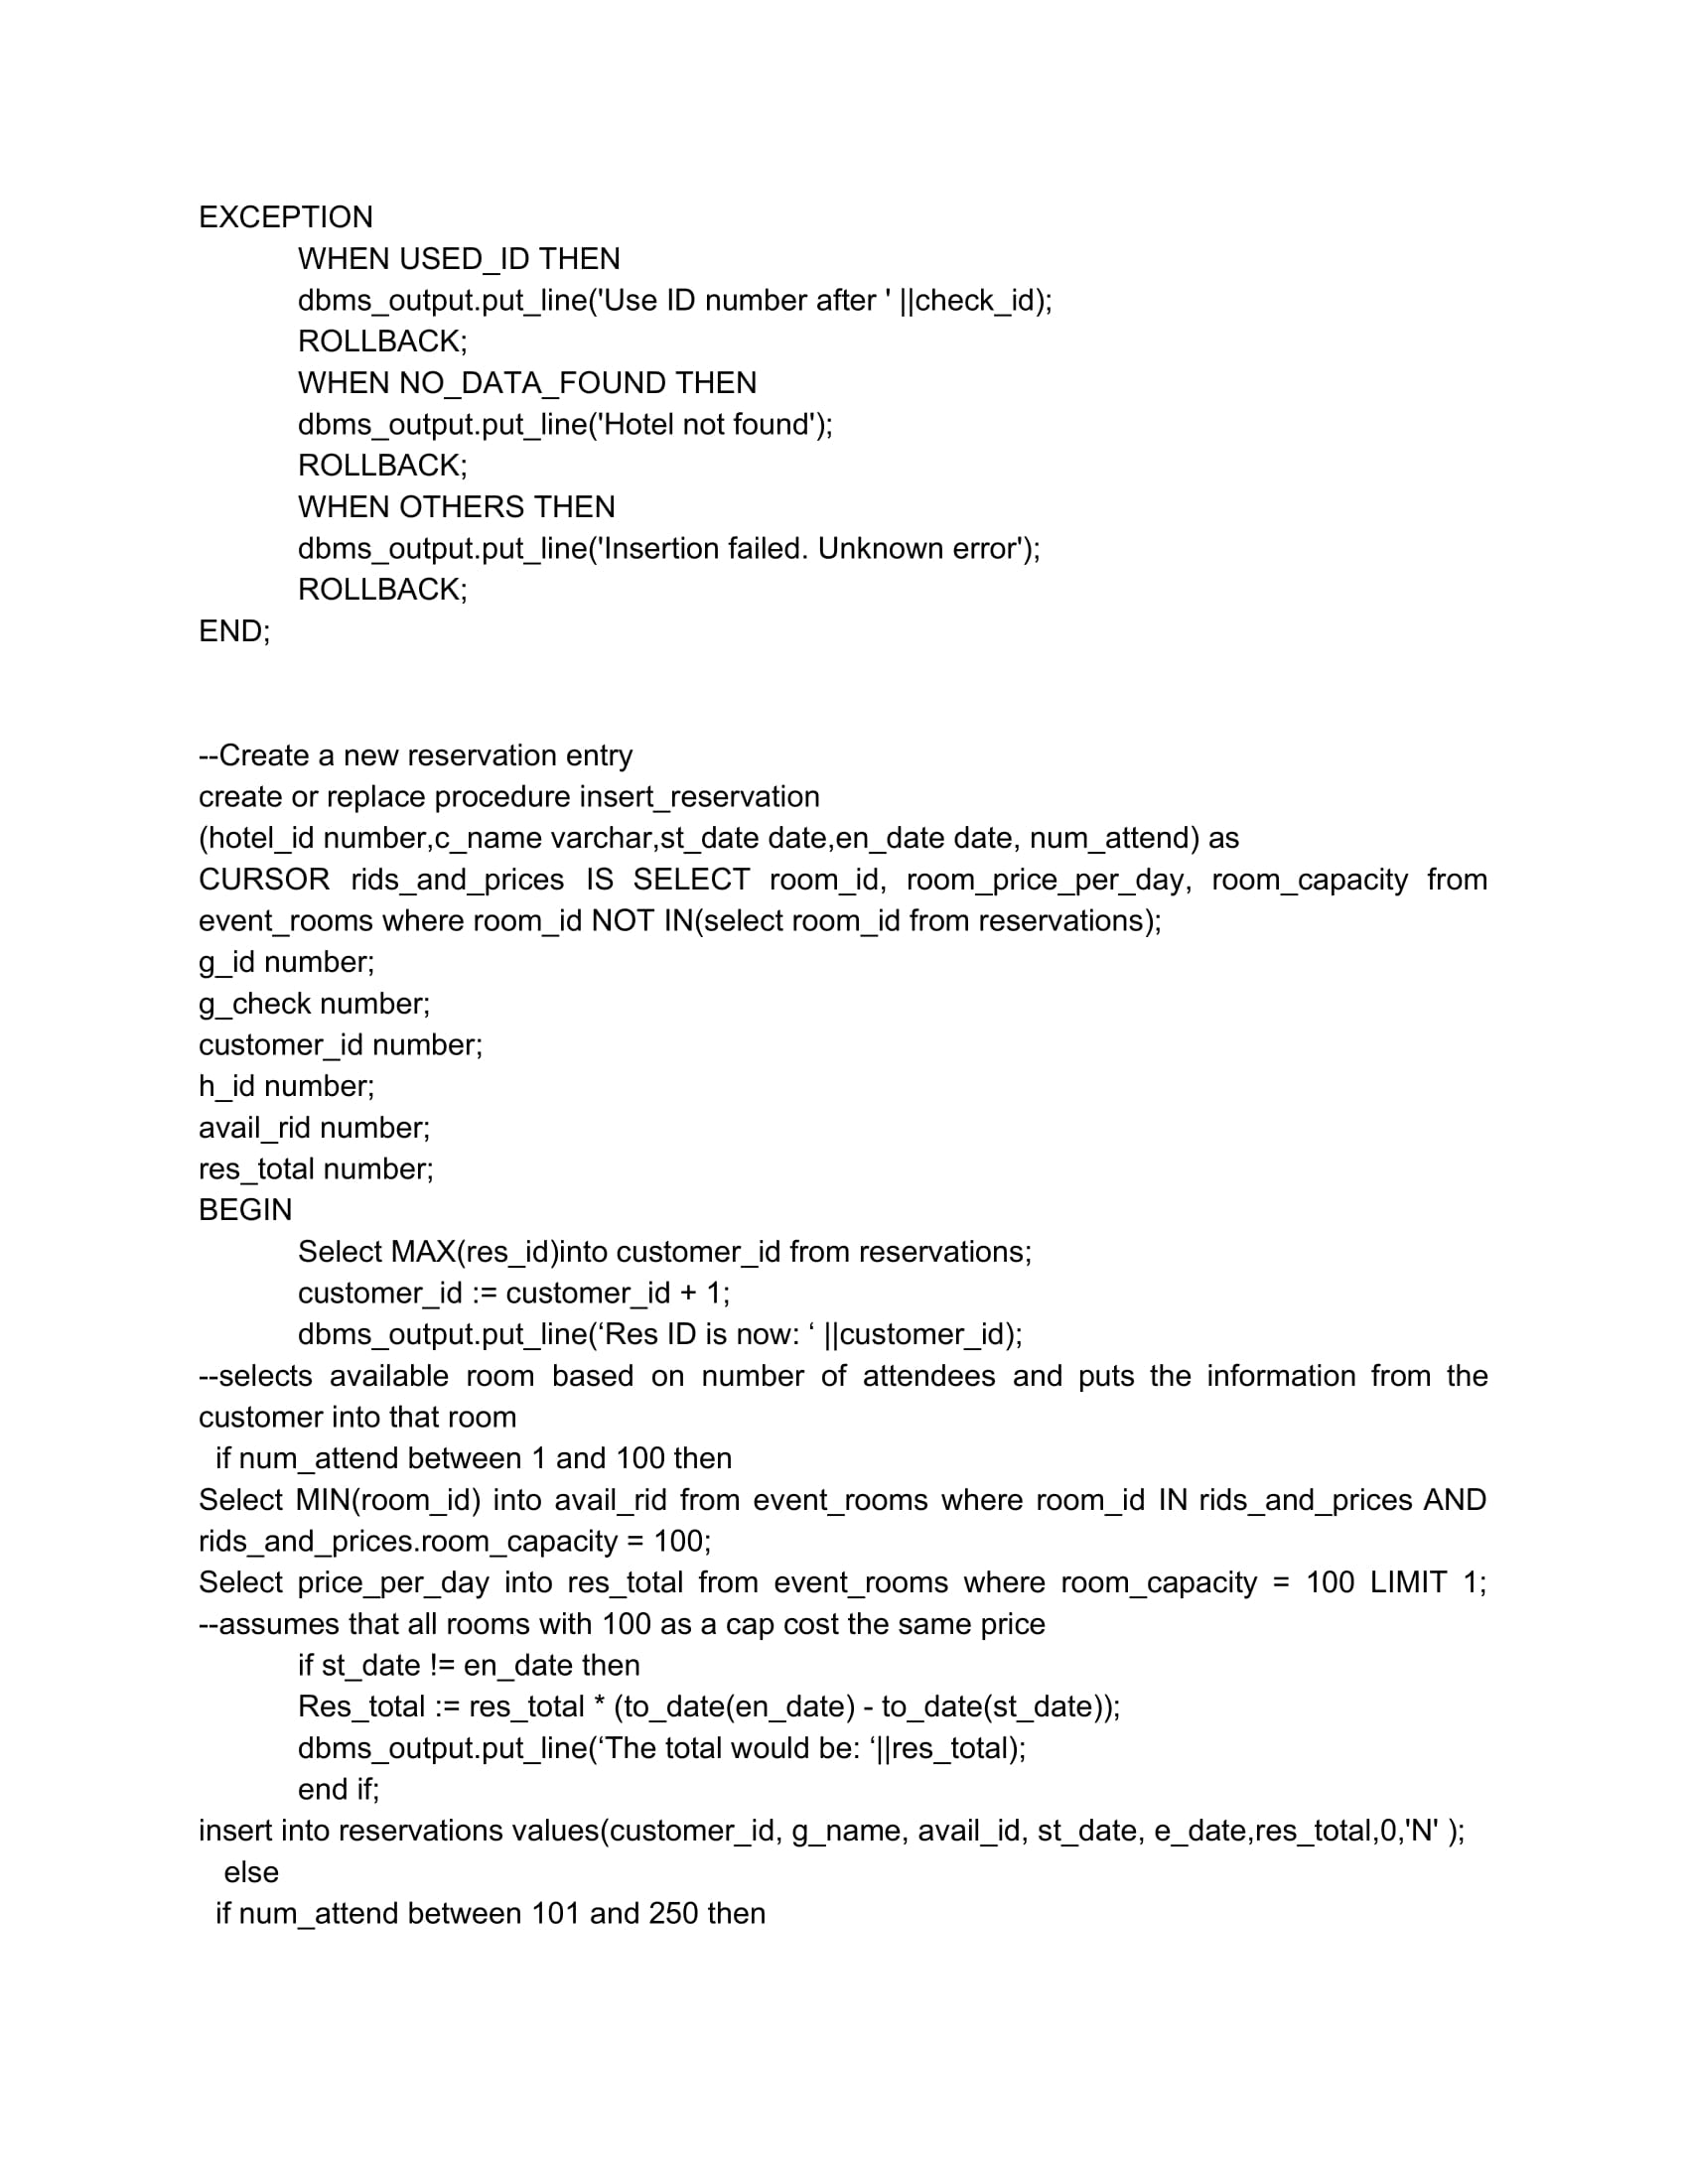 EXCEPTION
WHEN USED_ID THEN
dbms_output.put_line('Use ID number after ' ||check_id);
ROLLBACK;
WHEN NO_DATA_FOUND THEN
dbms_output.put_line('Hotel not found');
ROLLBACK;
WHEN OTHERS THEN
dbms_output.put_line('Insertion failed. Unknown error');
ROLLBACK;
END;
--Create a new reservation entry
create or replace procedure insert_reservation
(hotel_id number,c_name varchar,st_date date,en_date date, num_attend) as
CURSOR rids_and_prices IS SELECT room_id, room_price_per_day, room_capacity from
event_rooms where room_id NOT IN(select room_id from reservations);
g_id number;
g_check number;
customer_id number;
h_id number;
avail_rid number;
res_total number;
BEGIN
Select MAX(res_id)into customer_id from reservations;
customer_id := customer_id + 1;
dbms_output.put_line(‘Res ID is now: ‘ ||customer_id);
--selects available room based on number of attendees and puts the information from the
customer into that room
if num_attend between 1 and 100 then
Select MIN(room_id) into avail_rid from event_rooms where room_id IN rids_and_prices AND
rids_and_prices.room_capacity = 100;
Select price_per_day into res_total from event_rooms where room_capacity = 100 LIMIT 1;
--assumes that all rooms with 100 as a cap cost the same price
if st_date != en_date then
Res_total := res_total * (to_date(en_date) - to_date(st_date));
dbms_output.put_line(‘The total would be: ‘||res_total);
end if;
insert into reservations values(customer_id, g_name, avail_id, st_date, e_date,res_total,0,'N' );
else
if num_attend between 101 and 250 then